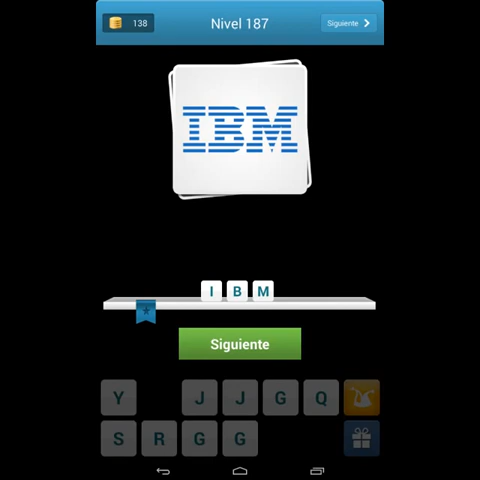 138
Nivel 187
Siguiente
IBM
I B M
Siguiente
Y J J G Q
S R G G